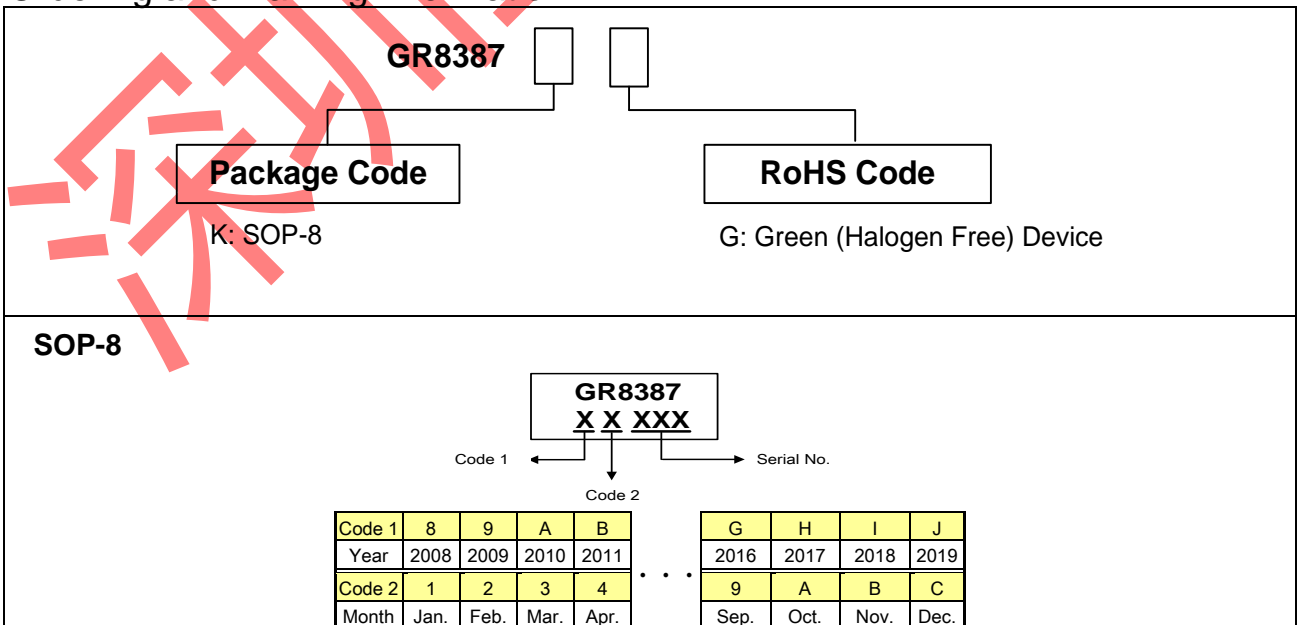 GR8387
Package Code
RoHS Code
K: SOP-8
G: Green (Halogen Free) Device
SOP-8
GR8387
X X XXX
Code 1
Serial No.
Code 2
Code 1 8 9 A B G H I J
Year 2008 2009 2010 2011 . . . 2016 2017 2018 2019
Code 2 1 2 3 4 9 A B C
Month Jan. Feb. Mar. Apr. Sep. Oct. Nov. Dec.
深圳